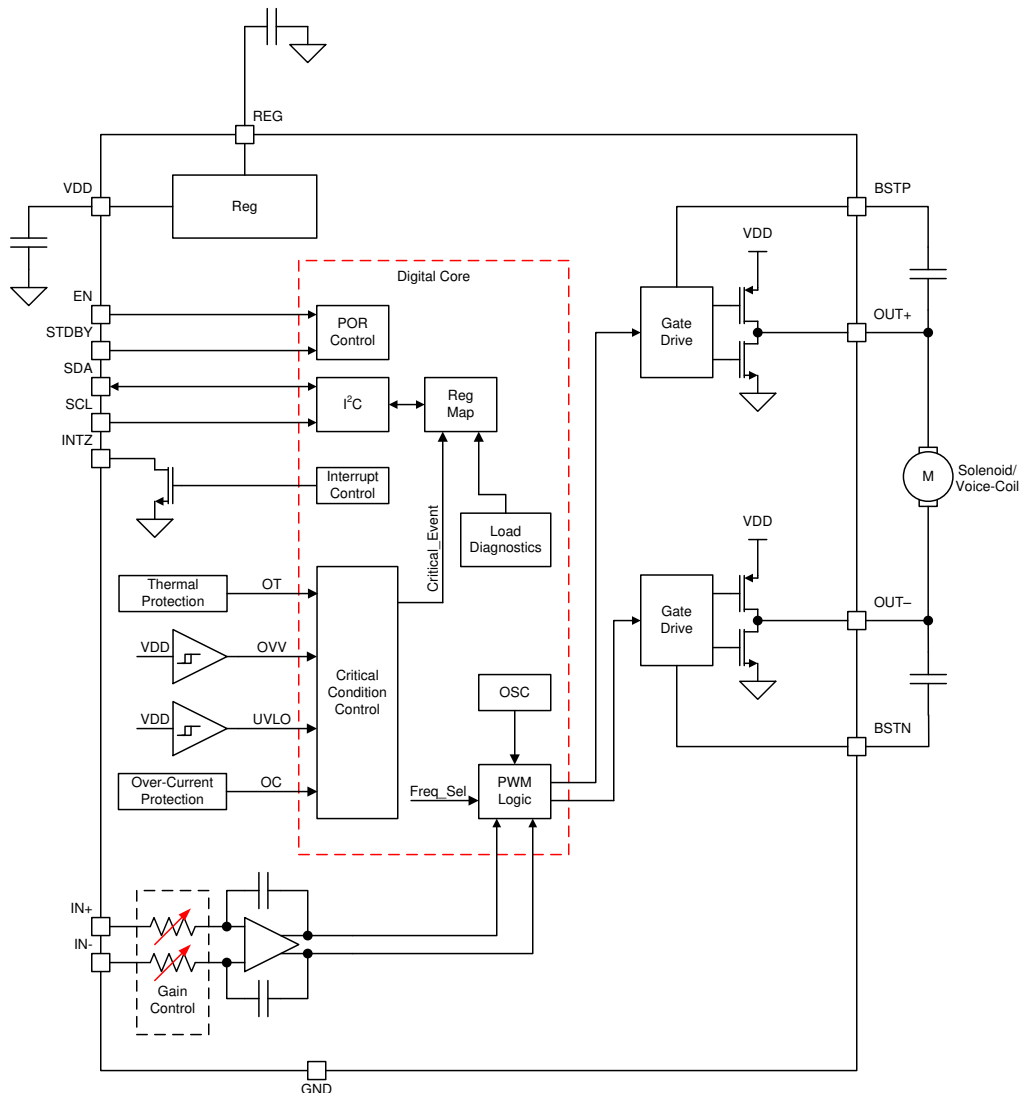 REG
VDD
Reg
BSTP
VDD
Digital Core
EN
POR
Control
Gate
Drive
OUT+
STDBY
SDA
I²C
Reg
Map
SCL
INTZ
Interrupt
Control
M
Solenoid/
Voice-Coil
Load
Diagnostics
Critical_Event
VDD
Thermal
Protection
OT
Gate
Drive
OUT–
VDD
OVV
Critical
Condition
Control
OSC
VDD
UVLO
BSTN
Over-Current
Protection
OC
Freq_Sel
PWM
Logic
IN+
IN-
Gain
Control
GND